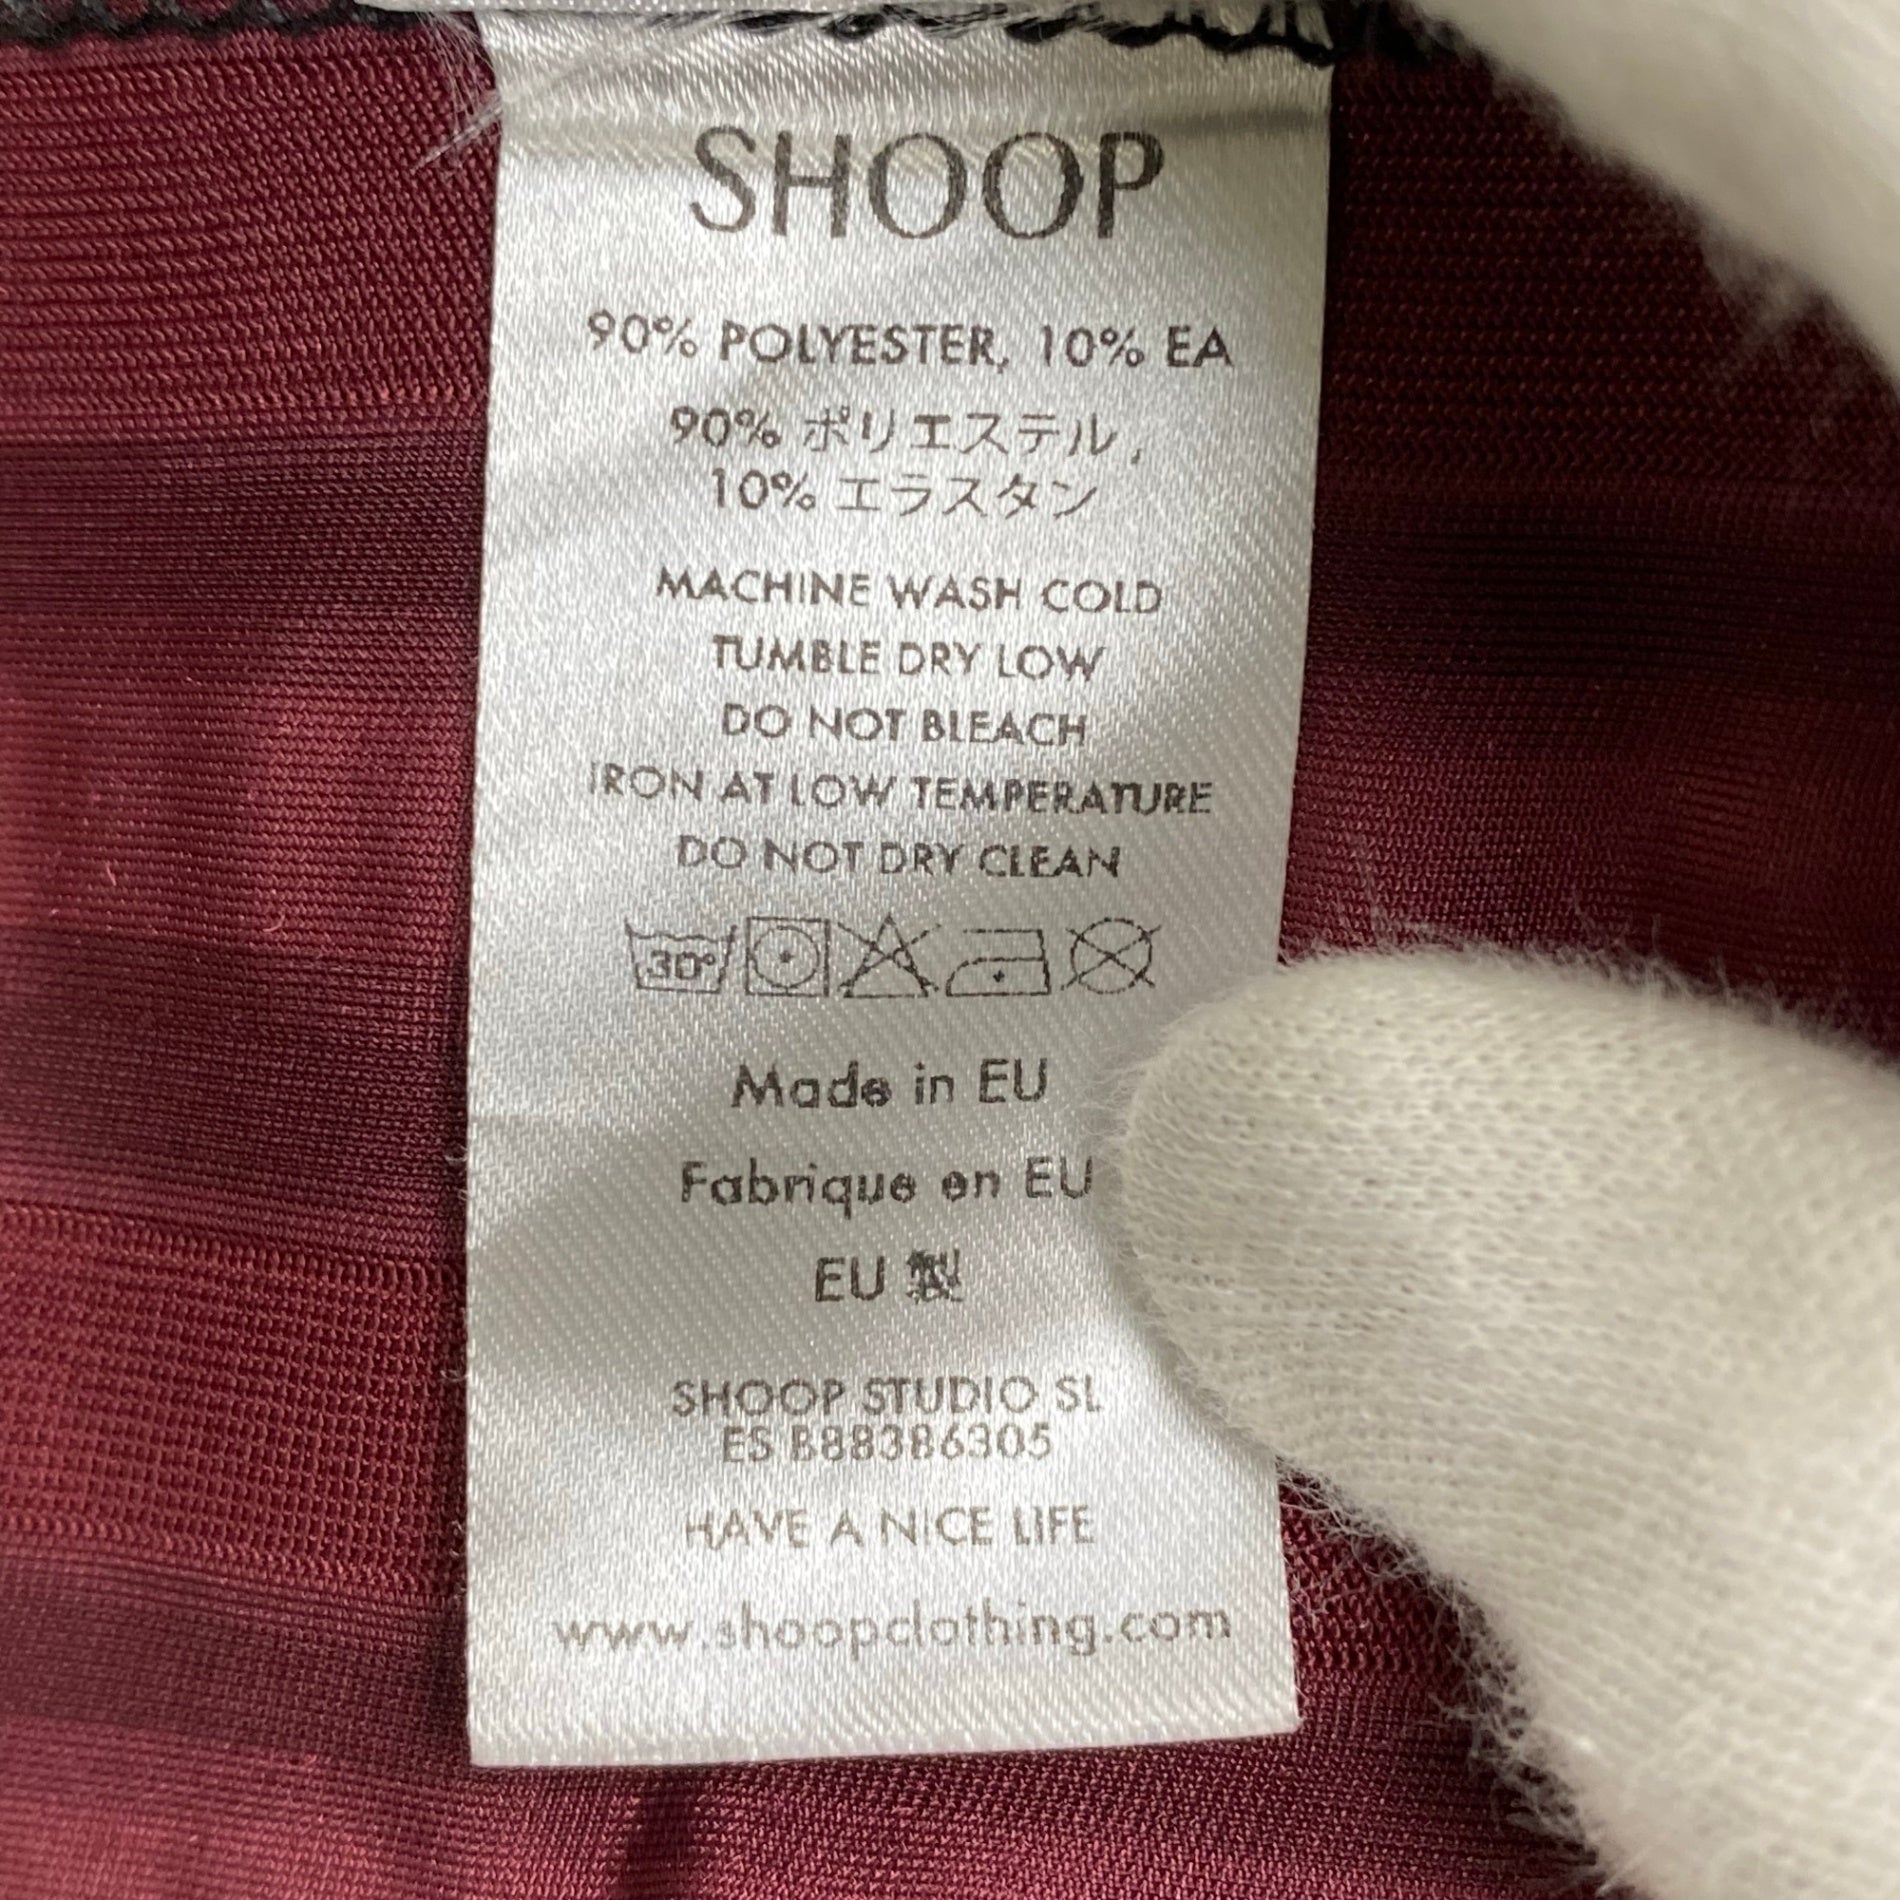 SHOOP
90% POLYESTER, 10% EA
90% ポリエステル,
10% エラスタン
MACHINE WASH COLD
TUMBLE DRY LOW
DO NOT BLEACH
IRON AT LOW TEMPERATURE
DO NOT DRY CLEAN
30°
Made in EU
Fabrique en EU
EU 製
SHOOP STUDIO SL
ES B88386305
HAVE A NICE LIFE
www.shoopclothing.com